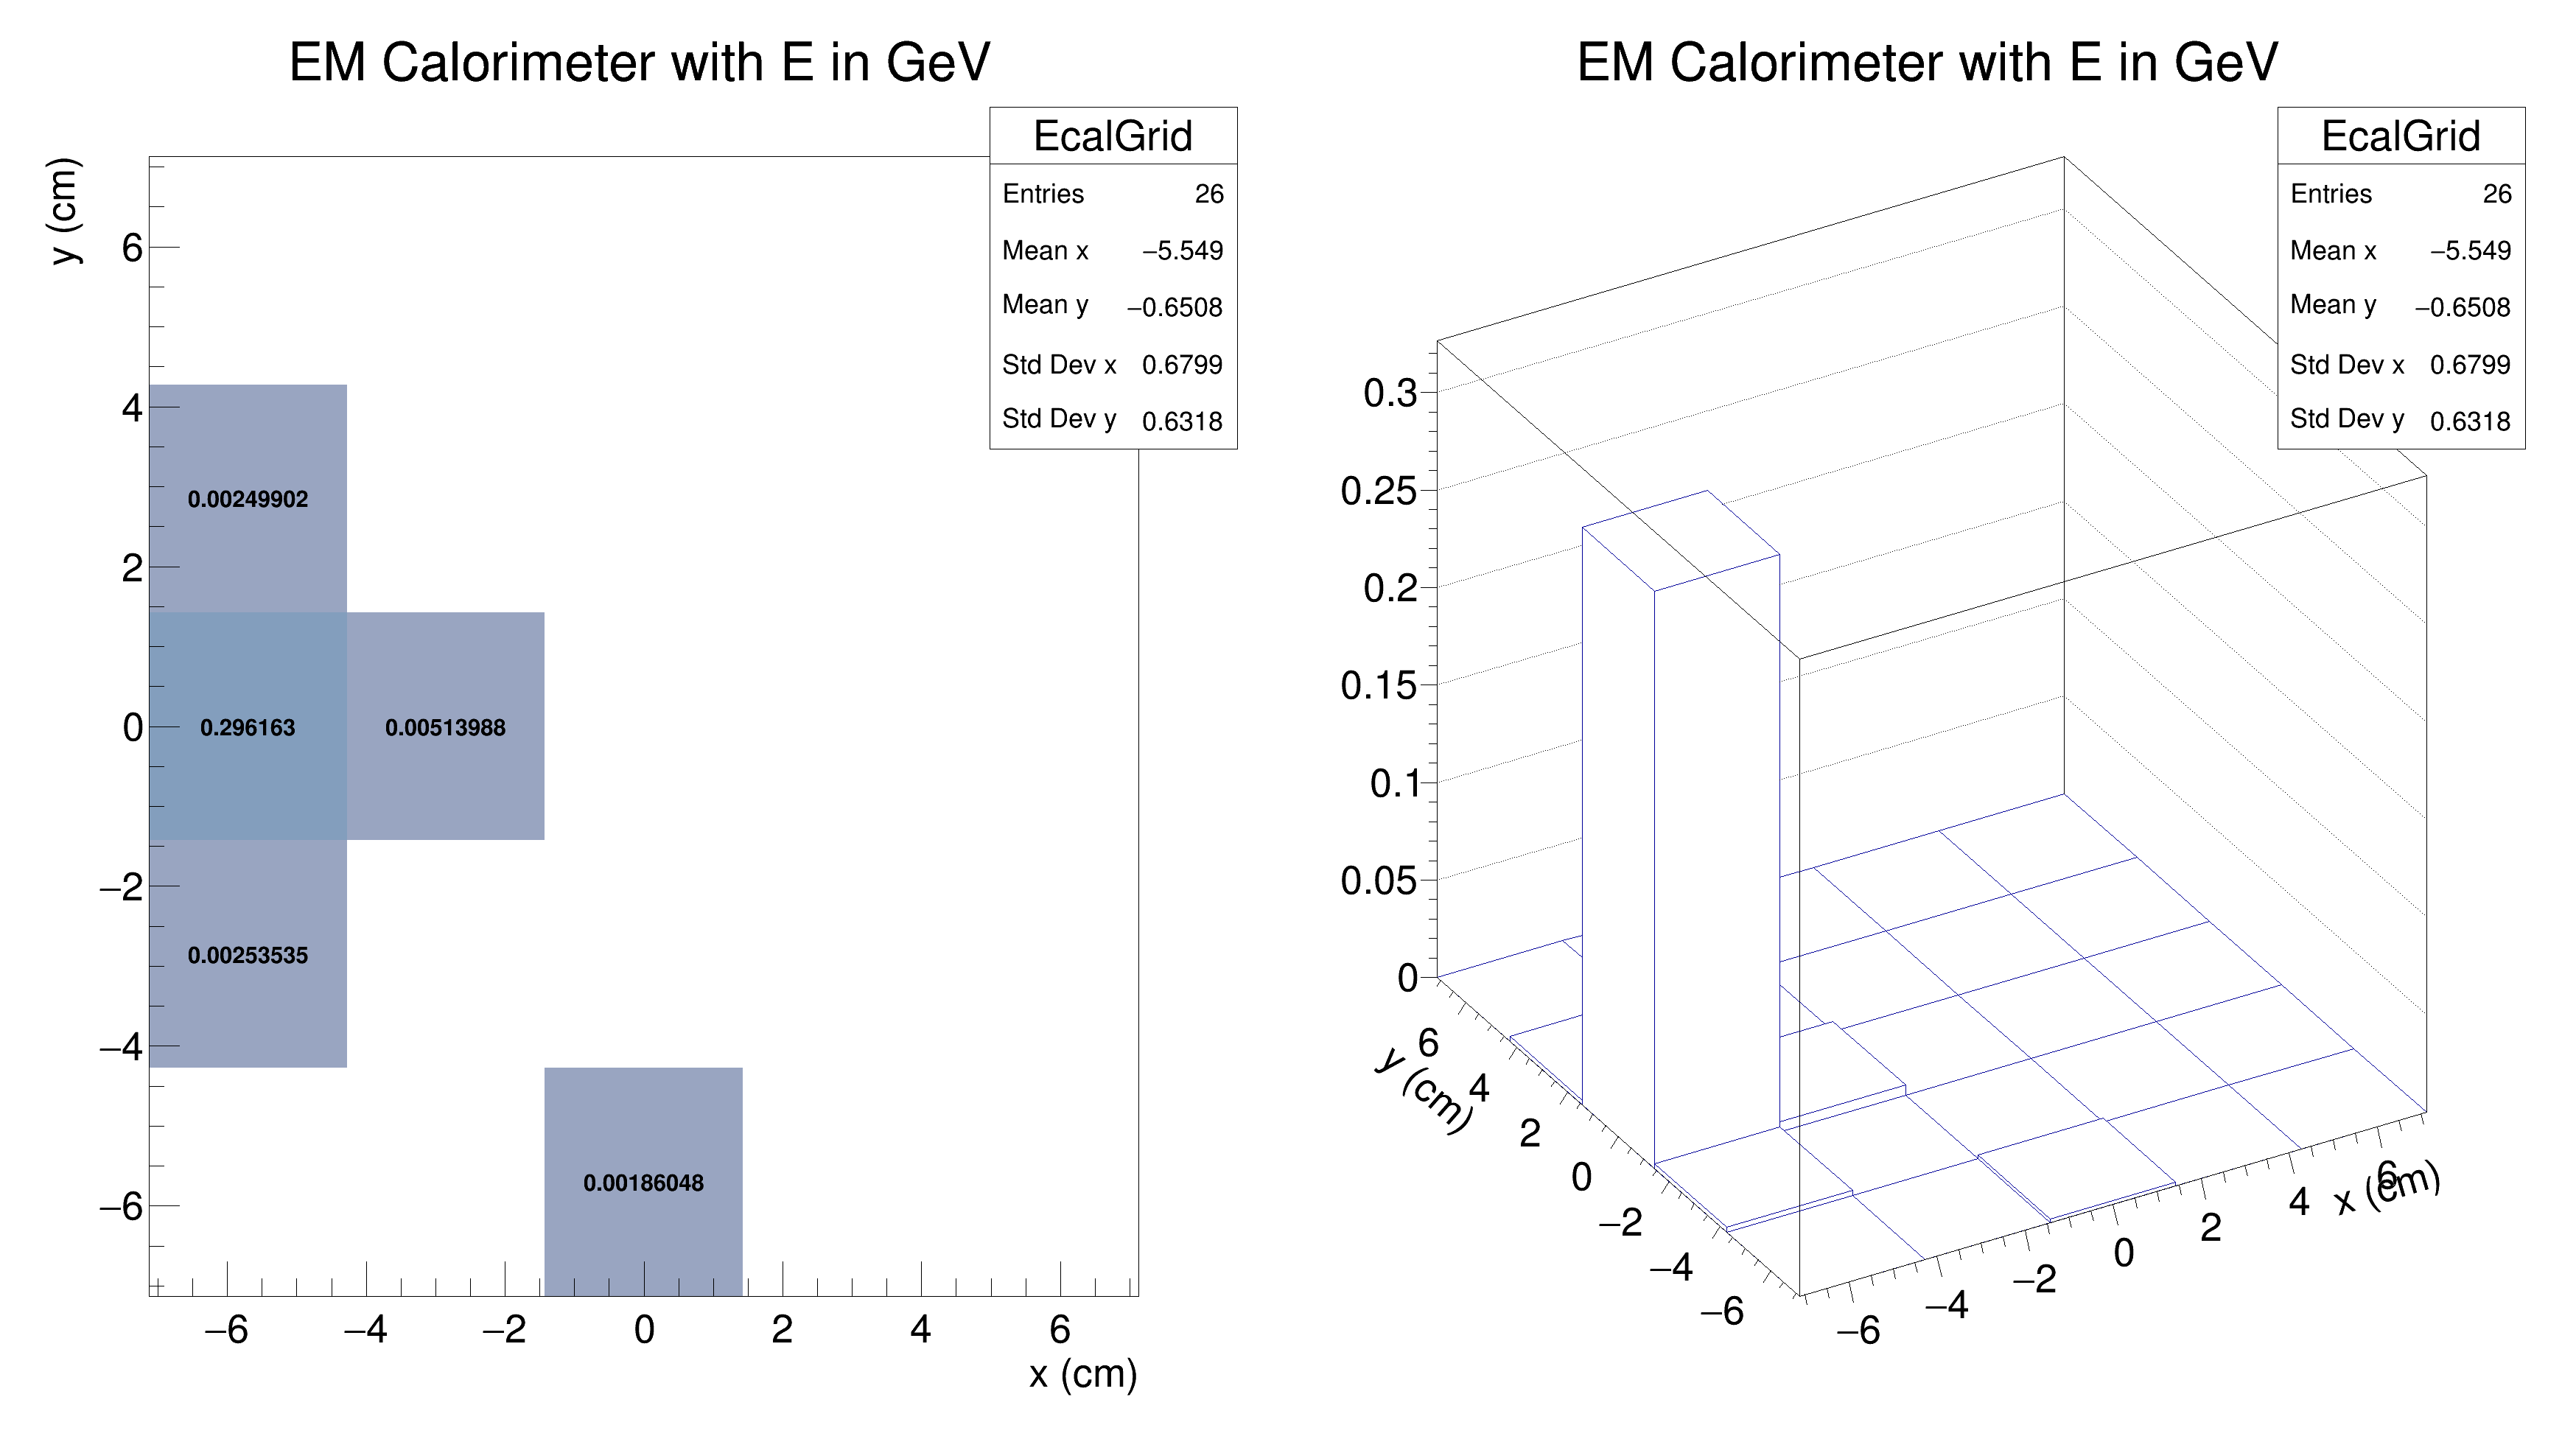 EM Calorimeter with E in GeV
EcalGrid
Entries 26
Mean x −5.549
Mean y −0.6508
Std Dev x 0.6799
Std Dev y 0.6318
y (cm)
6
4
2
0
−2
−4
−6
0.00249902
0.296163
0.00513988
0.00253535
0.00186048
−6 −4 −2 0 2 4 6
x (cm)
EM Calorimeter with E in GeV
EcalGrid
Entries 26
Mean x −5.549
Mean y −0.6508
Std Dev x 0.6799
Std Dev y 0.6318
0.3
0.25
0.2
0.15
0.1
0.05
0
6
4
2
0
−2
−4
−6
y (cm)
−6
−4
−2
0
2
4
6
x (cm)